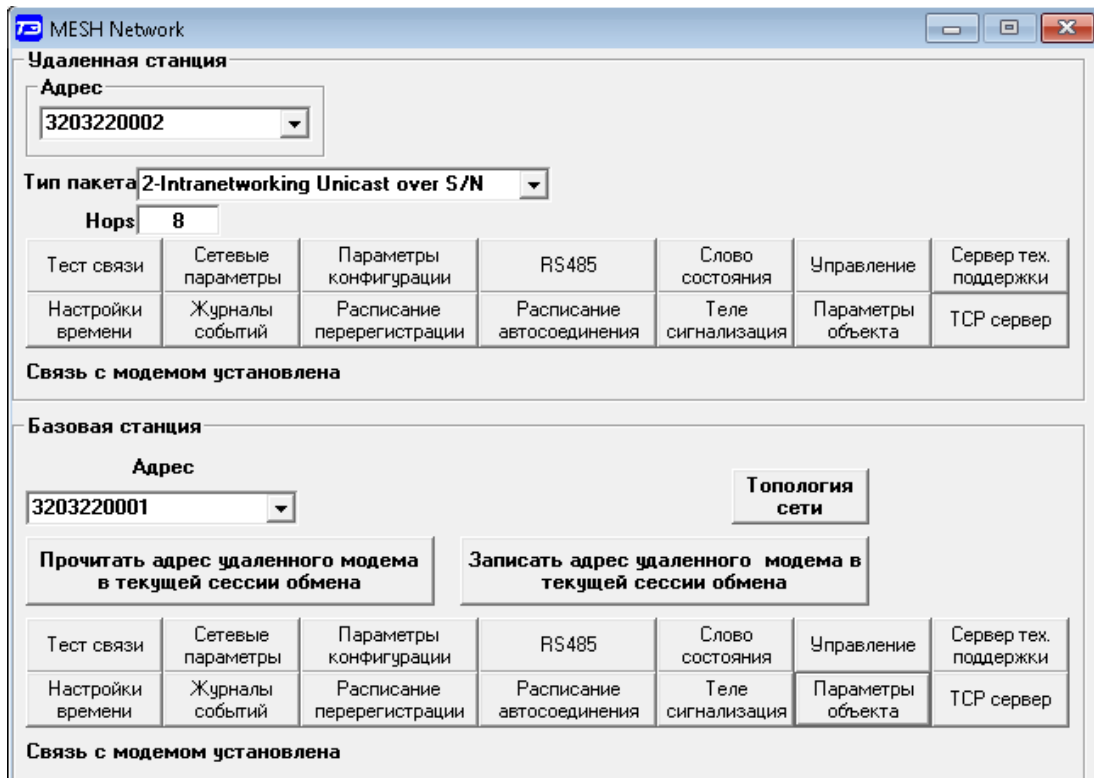 MESH Network
Удаленная станция
Адрес
3203220002
Тип пакета 2-Intranetworking Unicast over S/N
Hops 8
Тест связи
Сетевые
параметры
Параметры
конфигурации
RS485
Слово
состояния
Управление
Сервер тех.
поддержки
Настройки
времени
Журналы
событий
Расписание
перерегистрации
Расписание
автосоединения
Теле
сигнализация
Параметры
объекта
TCP сервер
Связь с модемом установлена
Базовая станция
Адрес
3203220001
Топология
сети
Прочитать адрес удаленного модема
в текущей сессии обмена
Записать адрес удаленного модема в
текущей сессии обмена
Тест связи
Сетевые
параметры
Параметры
конфигурации
RS485
Слово
состояния
Управление
Сервер тех.
поддержки
Настройки
времени
Журналы
событий
Расписание
перерегистрации
Расписание
автосоединения
Теле
сигнализация
Параметры
объекта
TCP сервер
Связь с модемом установлена